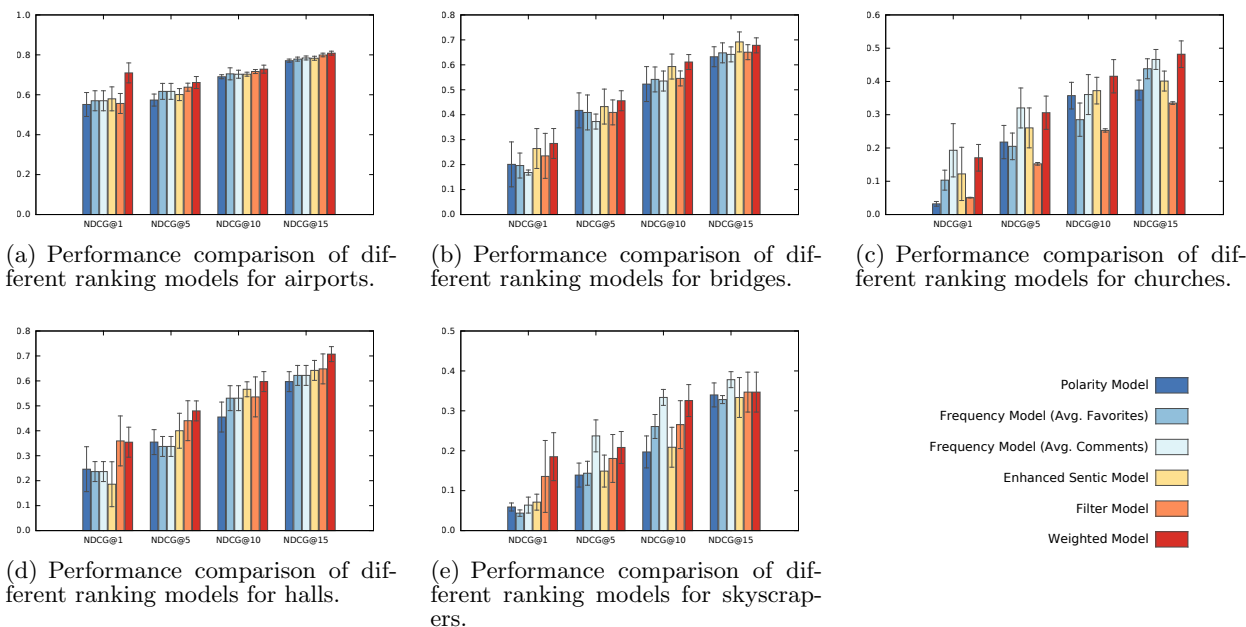 1.0
0.8
0.6
0.4
0.2
0.0
NDCG@1 NDCG@5 NDCG@10 NDCG@15
(a) Performance comparison of dif-
ferent ranking models for airports.
0.8
0.7
0.6
0.5
0.4
0.3
0.2
0.1
0.0
NDCG@1 NDCG@5 NDCG@10 NDCG@15
(b) Performance comparison of dif-
ferent ranking models for bridges.
0.6
0.5
0.4
0.3
0.2
0.1
0.0
NDCG@1 NDCG@5 NDCG@10 NDCG@15
(c) Performance comparison of dif-
ferent ranking models for churches.
0.8
0.7
0.6
0.5
0.4
0.3
0.2
0.1
0.0
NDCG@1 NDCG@5 NDCG@10 NDCG@15
(d) Performance comparison of dif-
ferent ranking models for halls.
0.5
0.4
0.3
0.2
0.1
0.0
NDCG@1 NDCG@5 NDCG@10 NDCG@15
(e) Performance comparison of dif-
ferent ranking models for skyscrap-
ers.
Polarity Model
Frequency Model (Avg. Favorites)
Frequency Model (Avg. Comments)
Enhanced Sentic Model
Filter Model
Weighted Model